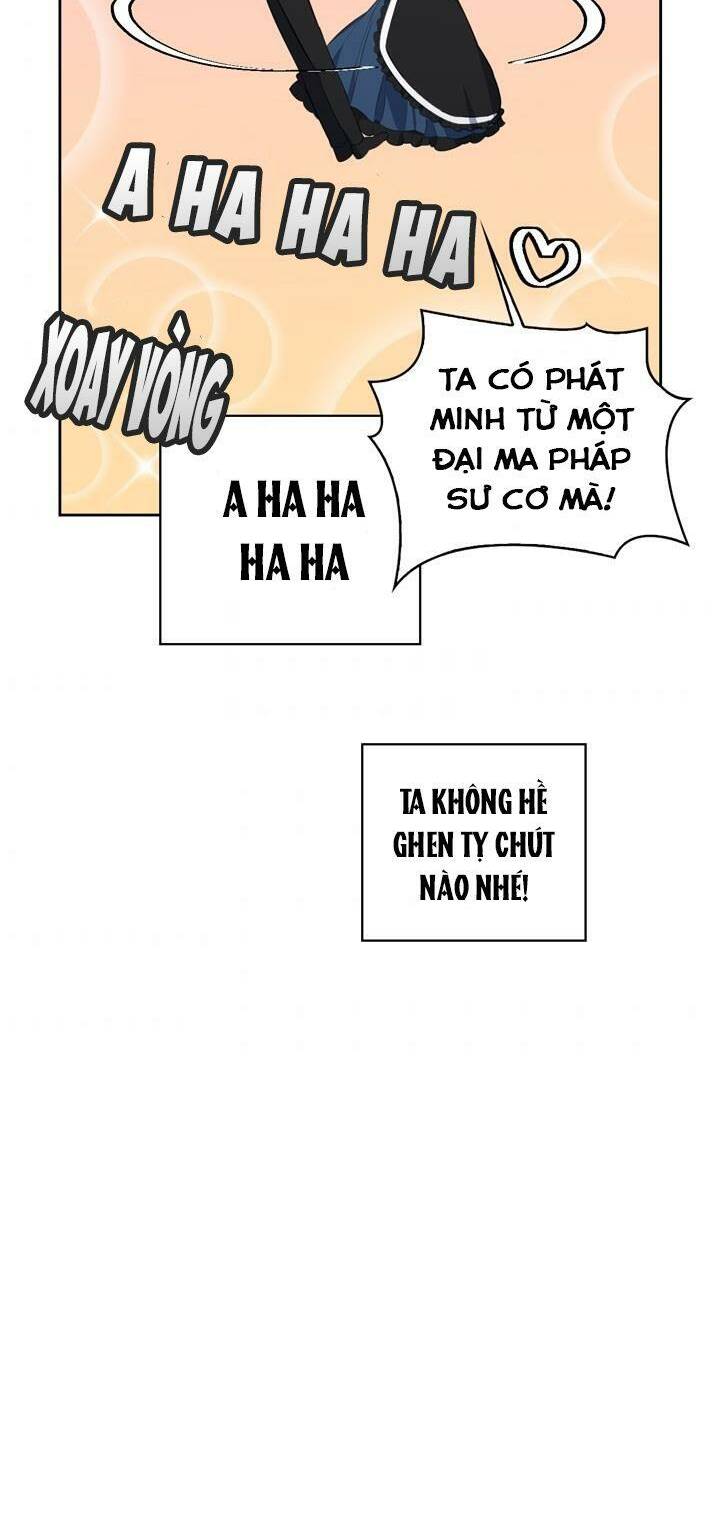 A HA HA HA
XOAY VÒNG
TA CÓ PHÁT
MINH TỪ MỘT
ĐẠI MA PHÁP
SƯ CƠ MÀ!
A HA HA
HA HA
TA KHÔNG HỀ
GHEN TỊ CHÚT
NÀO NHÉ!